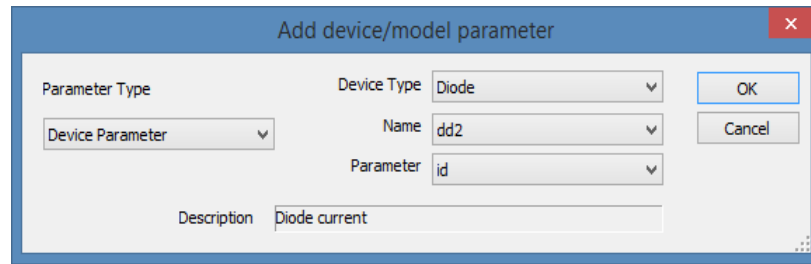 Add device/model parameter
Parameter Type
Device Parameter
Device Type Diode
Name dd2
Parameter id
Description Diode current
OK
Cancel